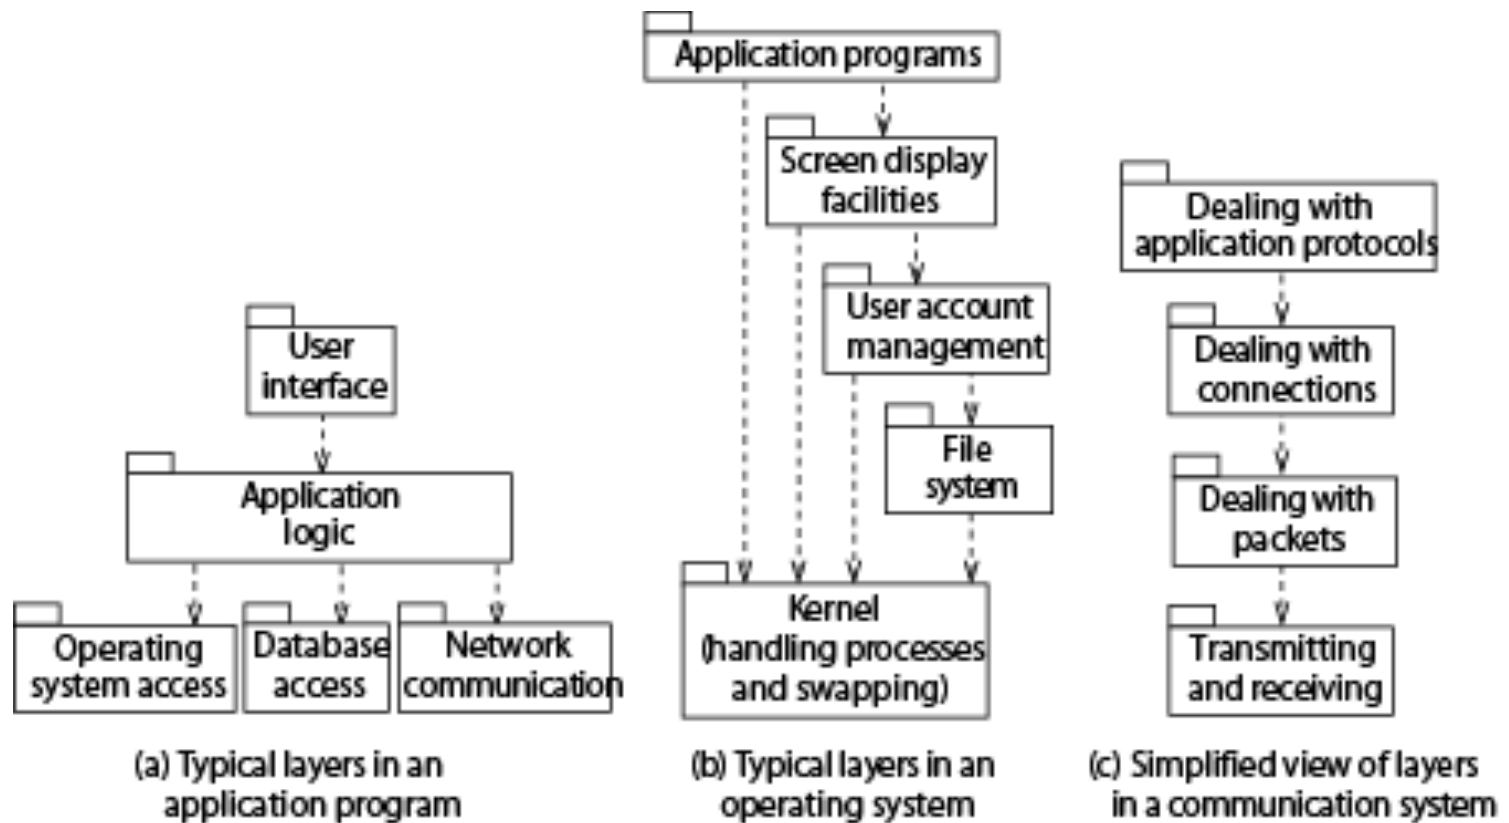 Application programs
Screen display
facilities
User account
management
File
system
Kernel
(handling processes
and swapping)
User
interface
Application
logic
Operating
system access
Database
access
Network
communication
Dealing with
application protocols
Dealing with
connections
Dealing with
packets
Transmitting
and receiving
(a) Typical layers in an
application program
(b) Typical layers in an
operating system
(c) Simplified view of layers
in a communication system